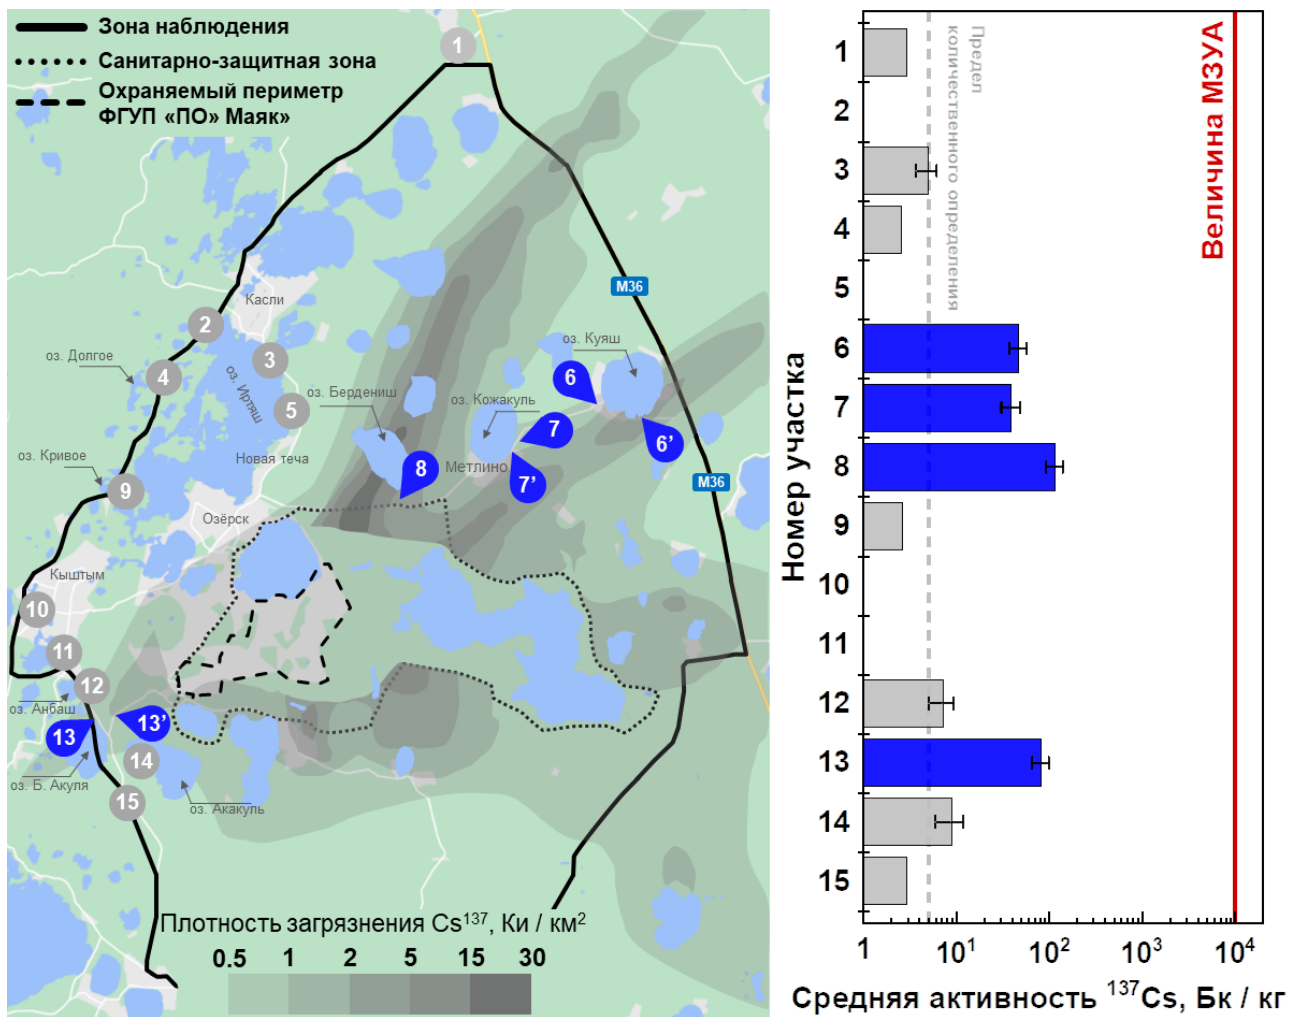 Зона наблюдения
Санитарно-защитная зона
Охраняемый периметр
ФГУП «ПО» Маяк»
1
М36
Касли
2
оз. Долгое
3
оз. Куяш
4
оз. Иртяш
6
оз. Бердениш
оз. Кожакуль
5
7
6’
оз. Кривое
Новая теча
8
Метлино
7’
М36
9
Озёрск
Кыштым
10
11
12
оз. Анбаш
13
13’
14
оз. Б. Акуля
15
оз. Акакуль
Плотность загрязнения Cs137, Ки / км2
0.5 1 2 5 15 30
Предел
количественного определения
Величина МЗУА
Номер участка
1
2
3
4
5
6
7
8
9
10
11
12
13
14
15
1 101 102 103 104
Средняя активность 137Cs, Бк / кг